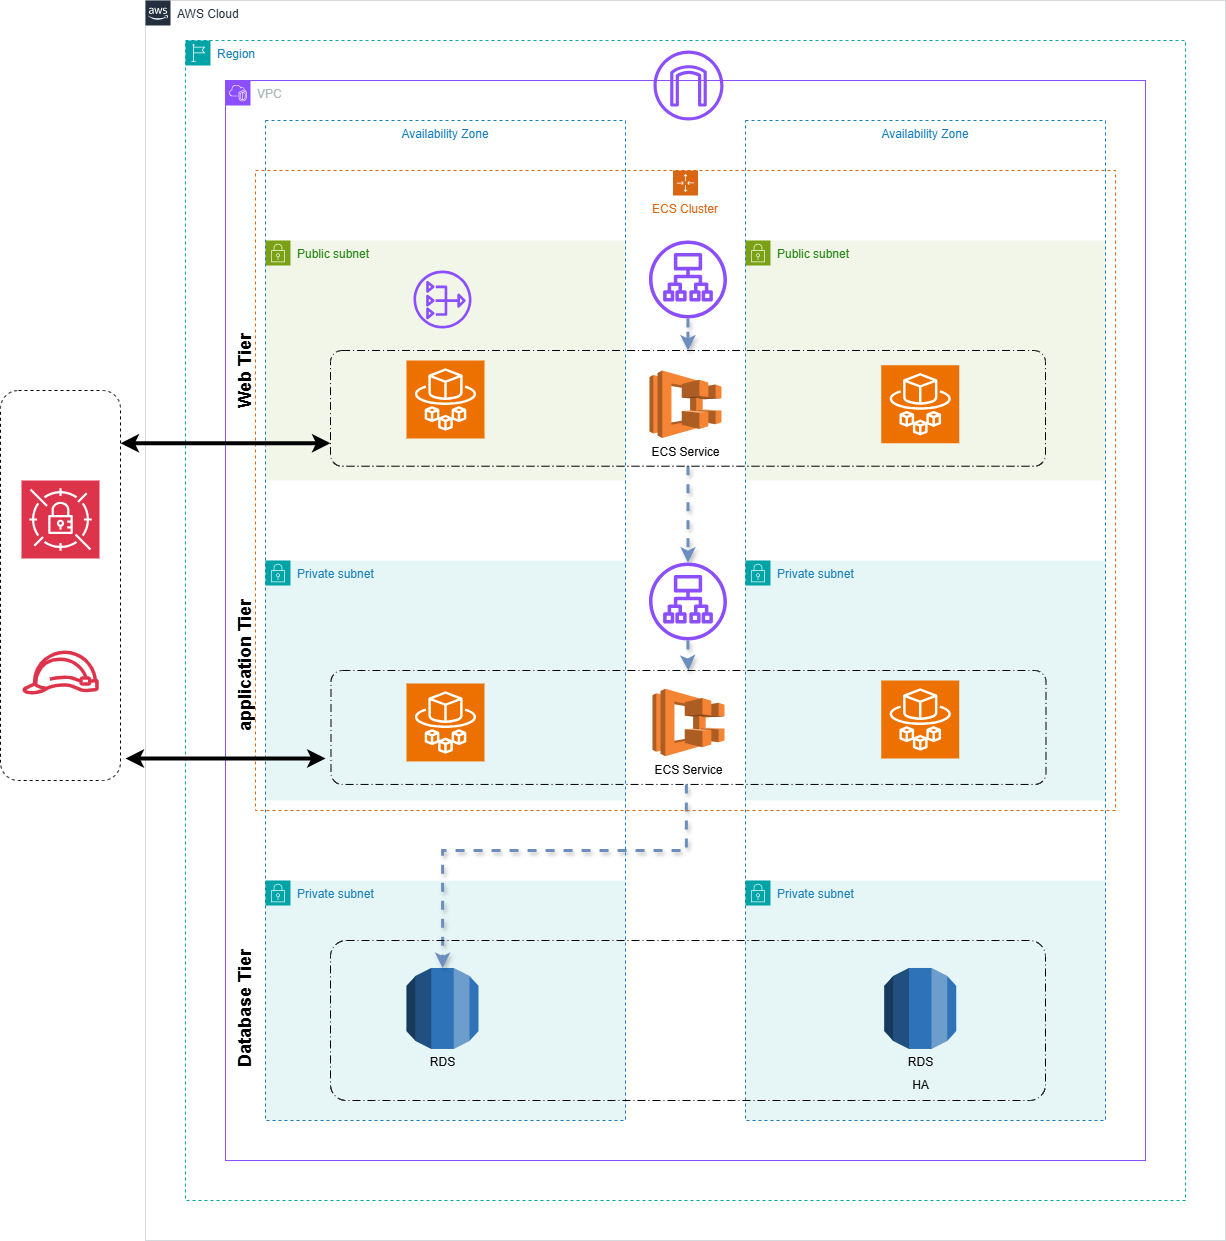 aws
AWS Cloud
Region
VPC
Availability Zone
Availability Zone
ECS Cluster
Public subnet
Public subnet
Web Tier
ECS Service
Private subnet
Private subnet
application Tier
ECS Service
Private subnet
Private subnet
Database Tier
RDS
RDS
HA